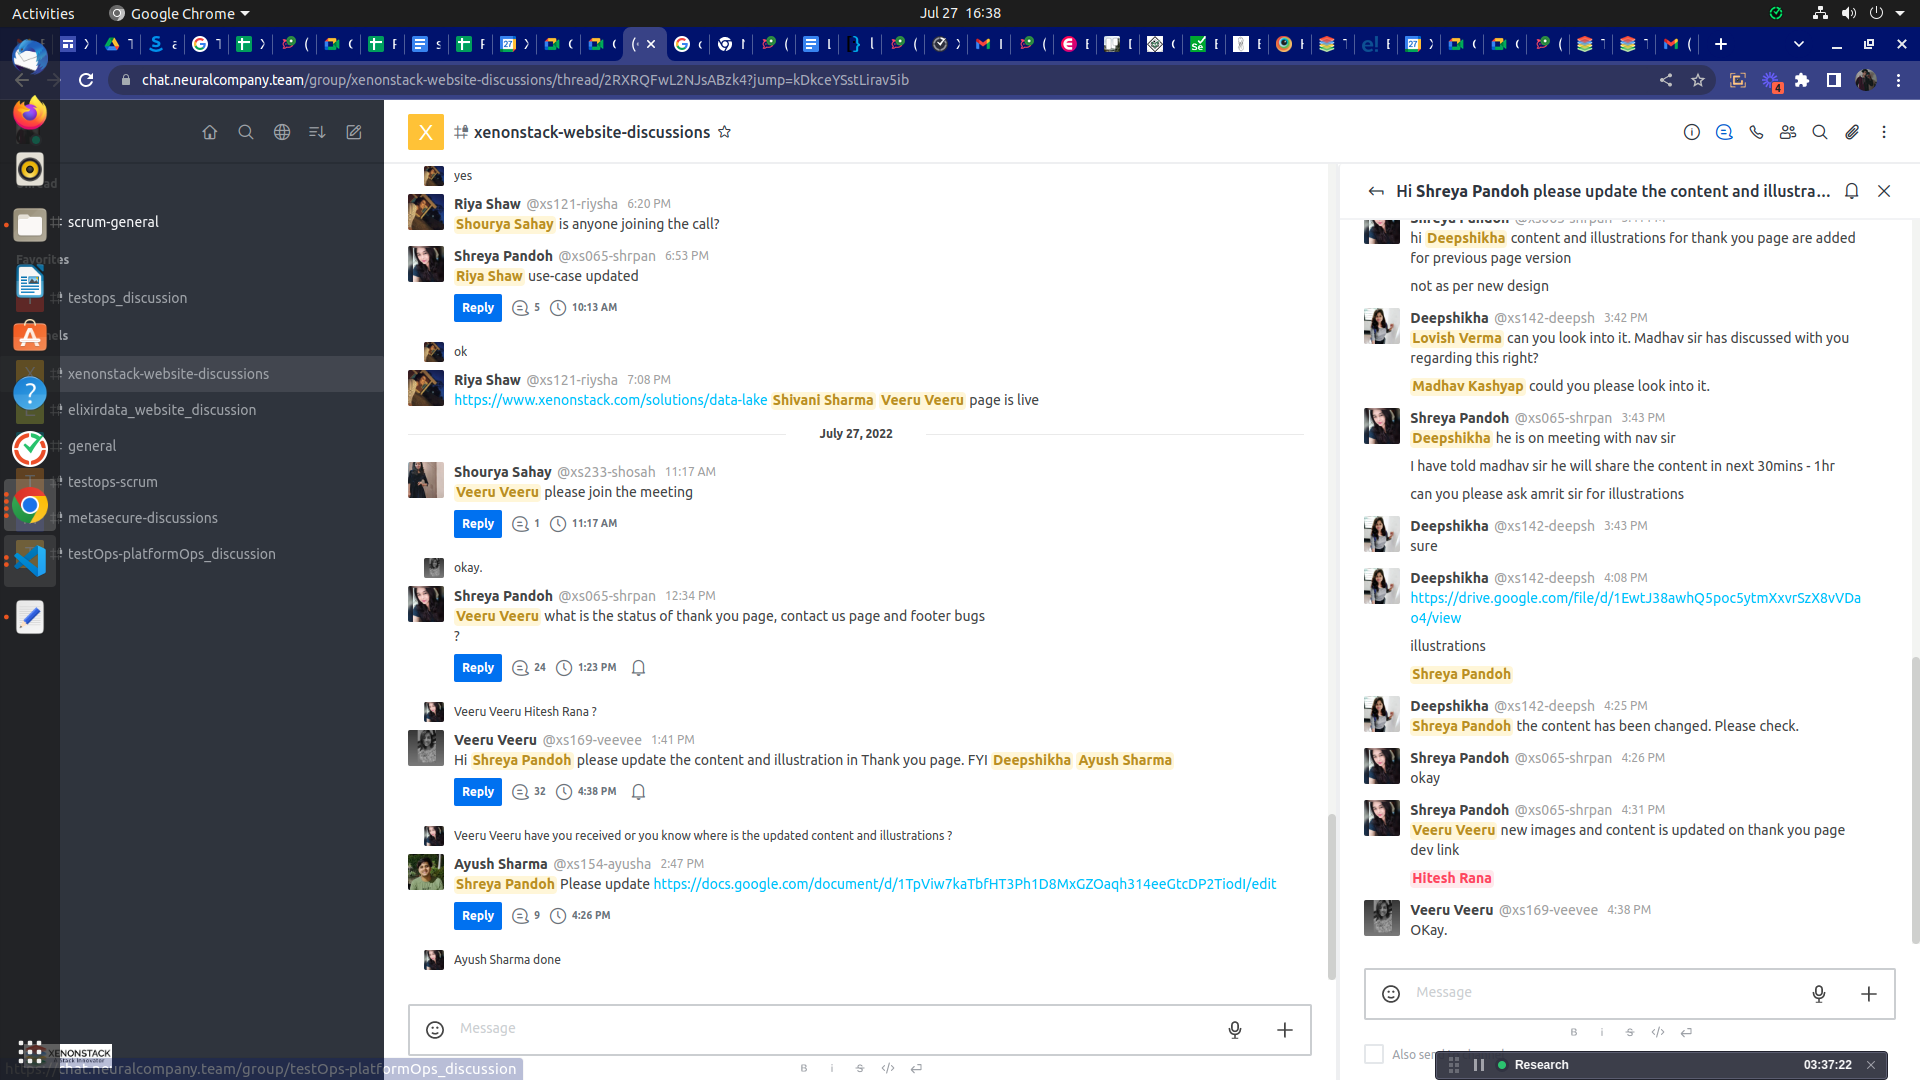 Activities
Google Chrome
Jul 27 16:38
chat.neuralcompany.team/group/xenonstack-website-discussions/thread/2RXRQFwL2NJsABzk4?jump=kDkceYSstLirav5ib
4
X
xenonstack-website-discussions
scrum-general
Favorites
testops_discussion
xenonstack-website-discussions
elixirdata_website_discussion
general
testops-scrum
metasecure-discussions
testOps-platformOps_discussion
XENONSTACK
https://chat.neuralcompany.team/group/testOps-platformOps_discussion
yes
Riya Shaw @xs121-riysha 6:20 PM
Shourya Sahay is anyone joining the call?
Shreya Pandoh @xs065-shrpan 6:53 PM
Riya Shaw use-case updated
Reply 5 10:13 AM
ok
Riya Shaw @xs121-riysha 7:08 PM
https://www.xenonstack.com/solutions/data-lake Shivani Sharma Veeru Veeru page is live
July 27, 2022
Shourya Sahay @xs233-shosah 11:17 AM
Veeru Veeru please join the meeting
Reply 1 11:17 AM
okay.
Shreya Pandoh @xs065-shrpan 12:34 PM
Veeru Veeru what is the status of thank you page, contact us page and footer bugs
?
Reply 24 1:23 PM
Veeru Veeru Hitesh Rana ?
Veeru Veeru @xs169-veevee 1:41 PM
Hi Shreya Pandoh please update the content and illustration in Thank you page. FYI Deepshikha Ayush Sharma
Reply 32 4:38 PM
Veeru Veeru have you received or you know where is the updated content and illustrations ?
Ayush Sharma @xs154-ayusha 2:47 PM
Shreya Pandoh Please update https://docs.google.com/document/d/1TpViw7kaTbfHT3Ph1D8MxGZOaqh314eeGtcDP2TiodI/edit
Reply 9 4:26 PM
Ayush Sharma done
Message
Hi Shreya Pandoh please update the content and illustra...
Shreya Pandoh @xs065-shrpan
hi Deepshikha content and illustrations for thank you page are added
for previous page version
not as per new design
Deepshikha @xs142-deepsh 3:42 PM
Lovish Verma can you look into it. Madhav sir has discussed with you
regarding this right?
Madhav Kashyap could you please look into it.
Shreya Pandoh @xs065-shrpan 3:43 PM
Deepshikha he is on meeting with nav sir
I have told madhav sir he will share the content in next 30mins - 1hr
can you please ask amrit sir for illustrations
Deepshikha @xs142-deepsh 3:43 PM
sure
Deepshikha @xs142-deepsh 4:08 PM
https://drive.google.com/file/d/1EwtJ38awhQ5poc5ytmXxvrSzX8vVDa
o4/view
illustrations
Shreya Pandoh
Deepshikha @xs142-deepsh 4:25 PM
Shreya Pandoh the content has been changed. Please check.
Shreya Pandoh @xs065-shrpan 4:26 PM
okay
Shreya Pandoh @xs065-shrpan 4:31 PM
Veeru Veeru new images and content is updated on thank you page
dev link
Hitesh Rana
Veeru Veeru @xs169-veevee 4:38 PM
OKay.
Message
Also
Research 03:37:22